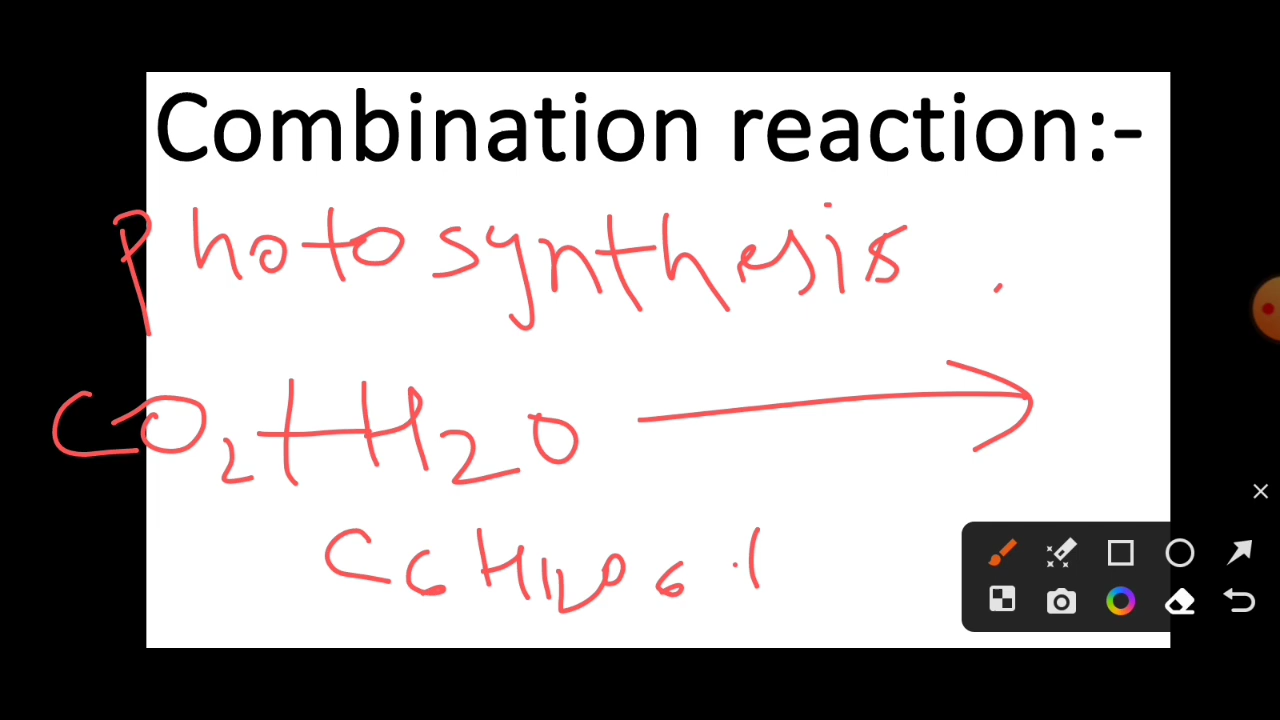 Combination reaction:-
Photosynthesis .
CO2+H2O →
C6H12O6 . (